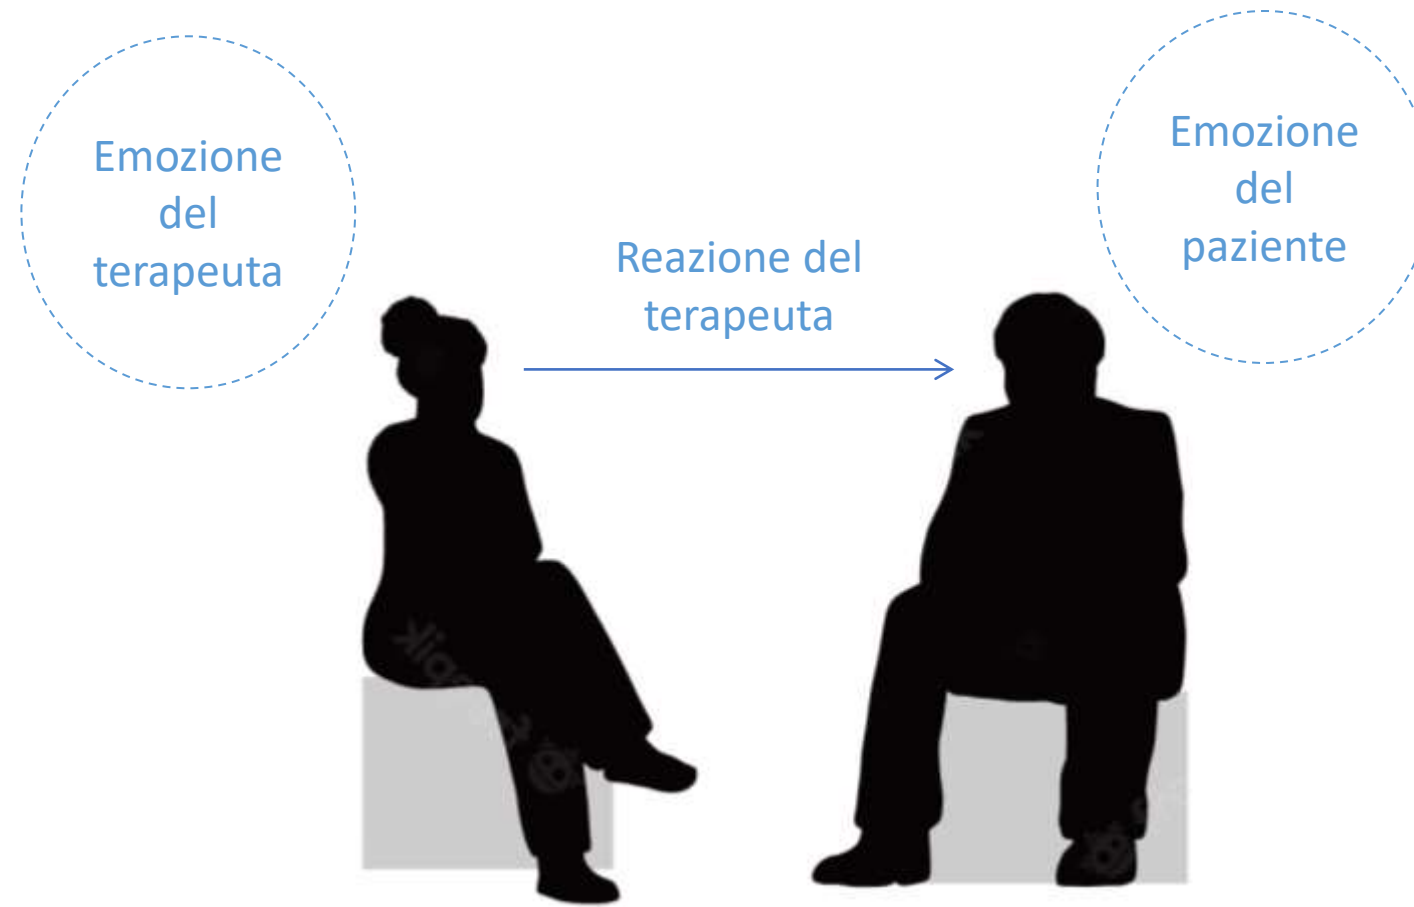 Emozione
del
terapeuta
Reazione del
terapeuta
Emozione
del
paziente